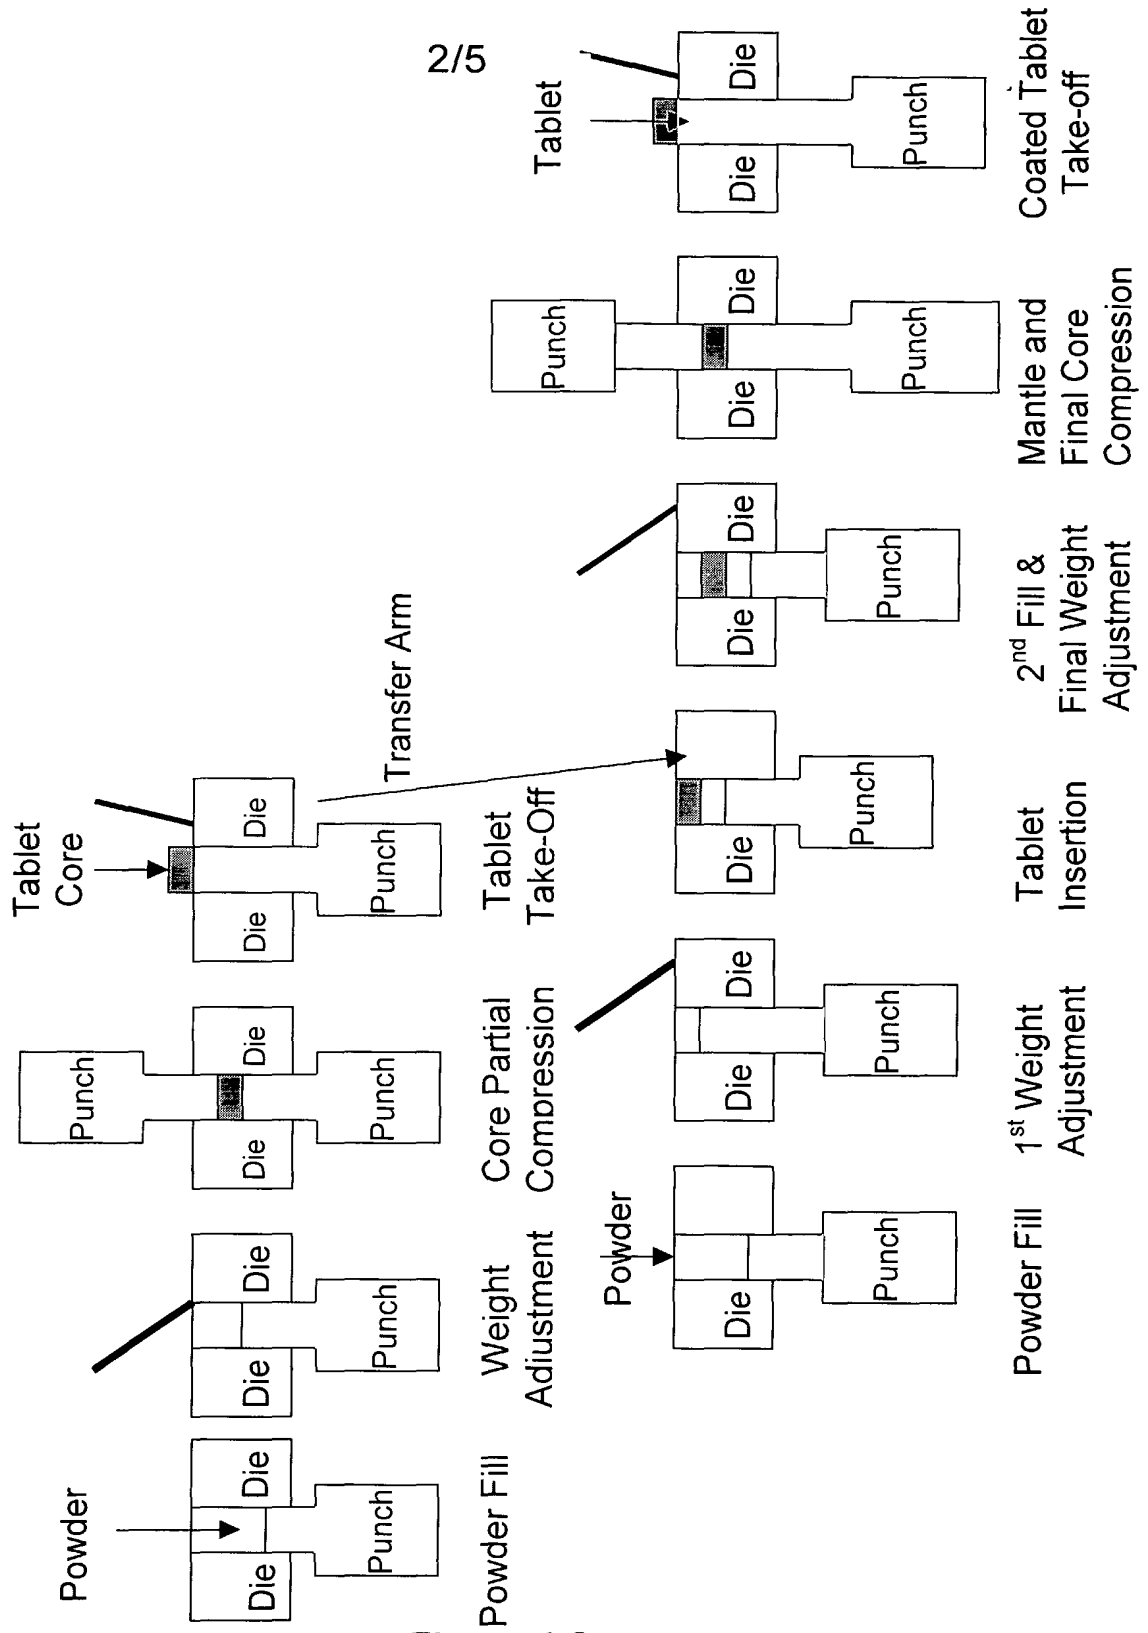 2/5
Powder
Die
Die
Punch
Powder Fill
Die
Die
Punch
Weight
Adjustment
Punch
Die
Die
Punch
Core Partial
Compression
Tablet
Core
Die
Die
Punch
Tablet
Take-Off
Transfer Arm
Powder
Die
Punch
Powder Fill
Die
Die
Punch
1st Weight
Adjustment
Die
Punch
Tablet
Insertion
Die
Die
Punch
2nd Fill &
Final Weight
Adjustment
Punch
Die
Die
Punch
Mantle and
Final Core
Compression
Tablet
Die
Die
Punch
Coated Tablet
Take-off